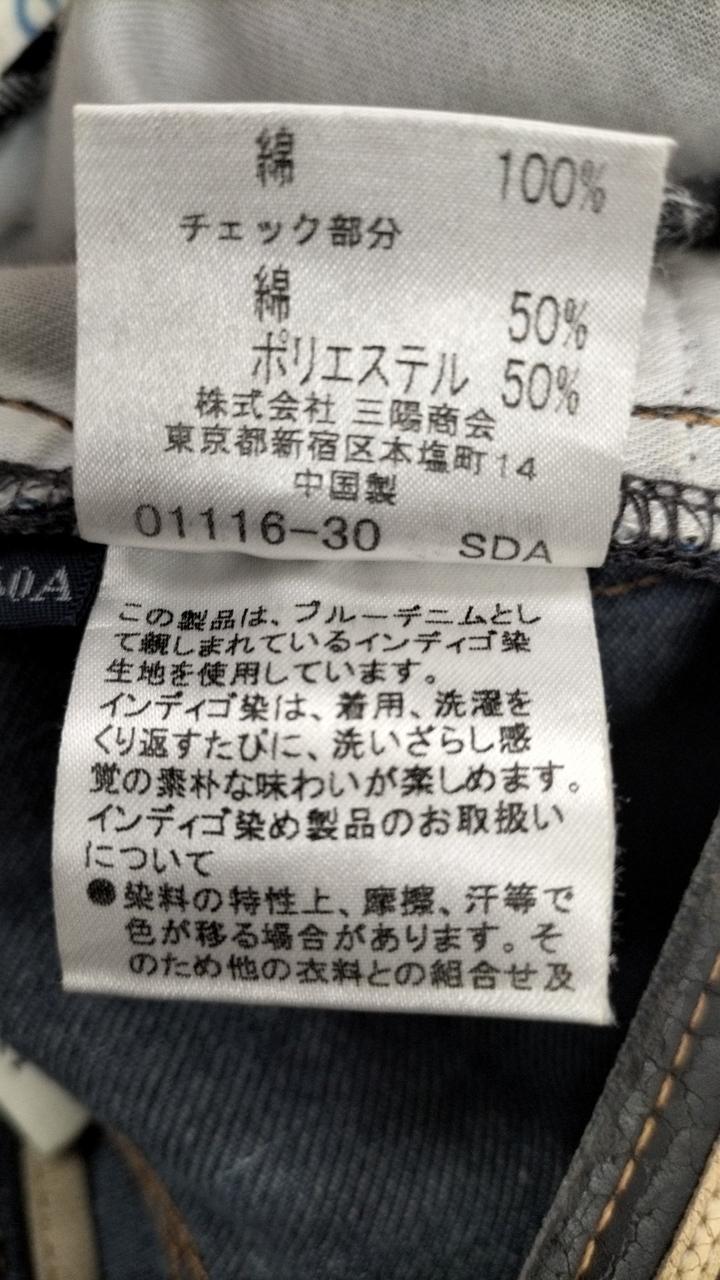 綿 100%
チェック部分
綿 50%
ポリエステル 50%
株式会社 三陽商会
東京都新宿区本塩町14
中国製
01116-30 SDA
0A
この製品は、ブルーデニムとし
て親しまれているインディゴ染
生地を使用しています。
インディゴ染は、着用、洗濯を
くり返すたびに、洗いざらし感
覚の素朴な味わいが楽しめます。
インディゴ染め製品のお取扱い
について
●染料の特性上、摩擦、汗等で
色が移る場合があります。そ
のため他の衣料との組合せ及